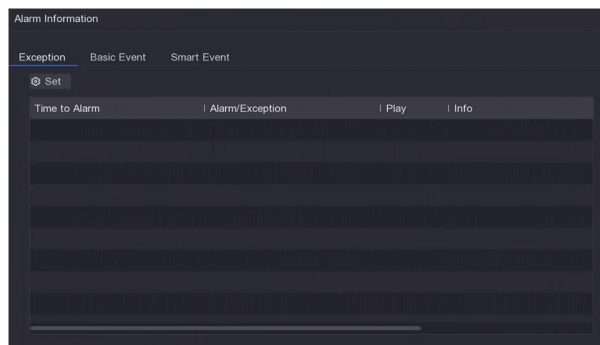 Alarm Information
Exception Basic Event Smart Event
Set
Time to Alarm Alarm/Exception Play Info